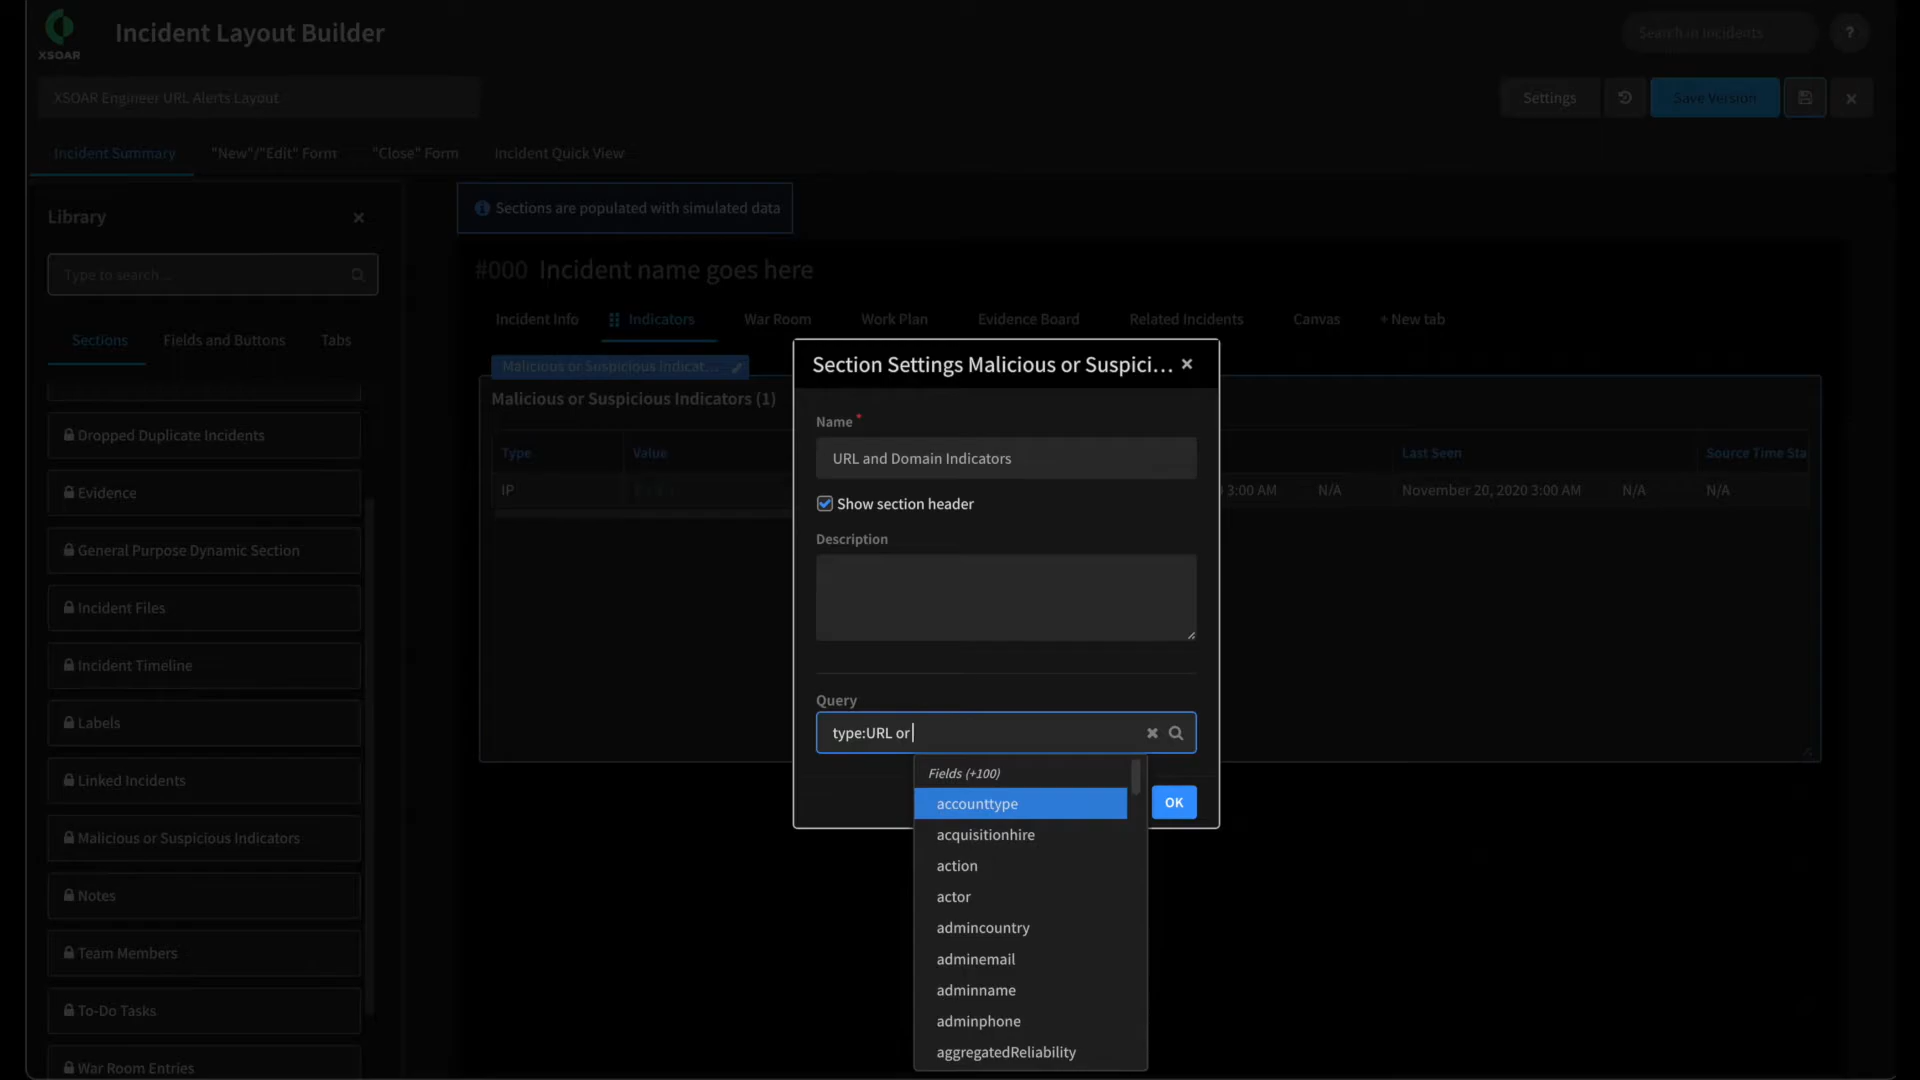 XSOAR
Incident Layout Builder
Search in Incidents
?
XSOAR Engineer URL Alerts Layout
Settings
Save Version
Incident Summary
"New"/"Edit" Form
"Close" Form
Incident Quick View
Library
Type to search ...
Sections
Fields and Buttons
Tabs
Dropped Duplicate Incidents
Evidence
General Purpose Dynamic Section
Incident Files
Incident Timeline
Labels
Linked Incidents
Malicious or Suspicious Indicators
Notes
Team Members
To-Do Tasks
War Room Entries
Sections are populated with simulated data
#000 Incident name goes here
Incident Info
Indicators
War Room
Work Plan
Evidence Board
Related Incidents
Canvas
+ New tab
Malicious or Suspicious Indicat...
Malicious or Suspicious Indicators (1)
Type
Value
Last Seen
Source Time Sta
IP
3:00 AM
N/A
November 20, 2020 3:00 AM
N/A
N/A
Section Settings Malicious or Suspici...
Name *
URL and Domain Indicators
Show section header
Description
Query
type:URL or
Fields (+100)
accounttype
acquisitionhire
action
actor
admincountry
adminemail
adminname
adminphone
aggregatedReliability
OK